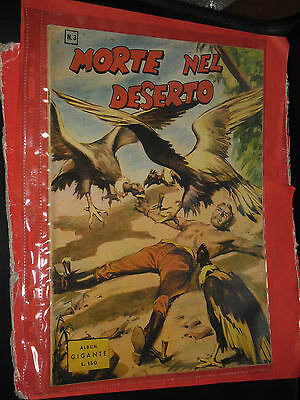 N.3
MORTE NEL
DESERTO
ALBUM
GIGANTE
L. 150